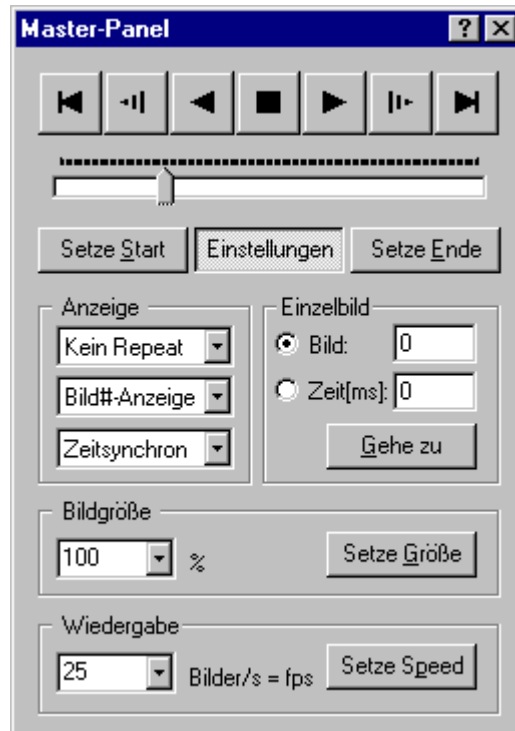 Master-Panel
Setze Start
Einstellungen
Setze Ende
Anzeige
Kein Repeat
Bild#-Anzeige
Zeitsynchron
Einzelbild
Bild: 0
Zeit[ms]: 0
Gehe zu
Bildgröße
100 %
Setze Größe
Wiedergabe
25 Bilder/s = fps
Setze Speed